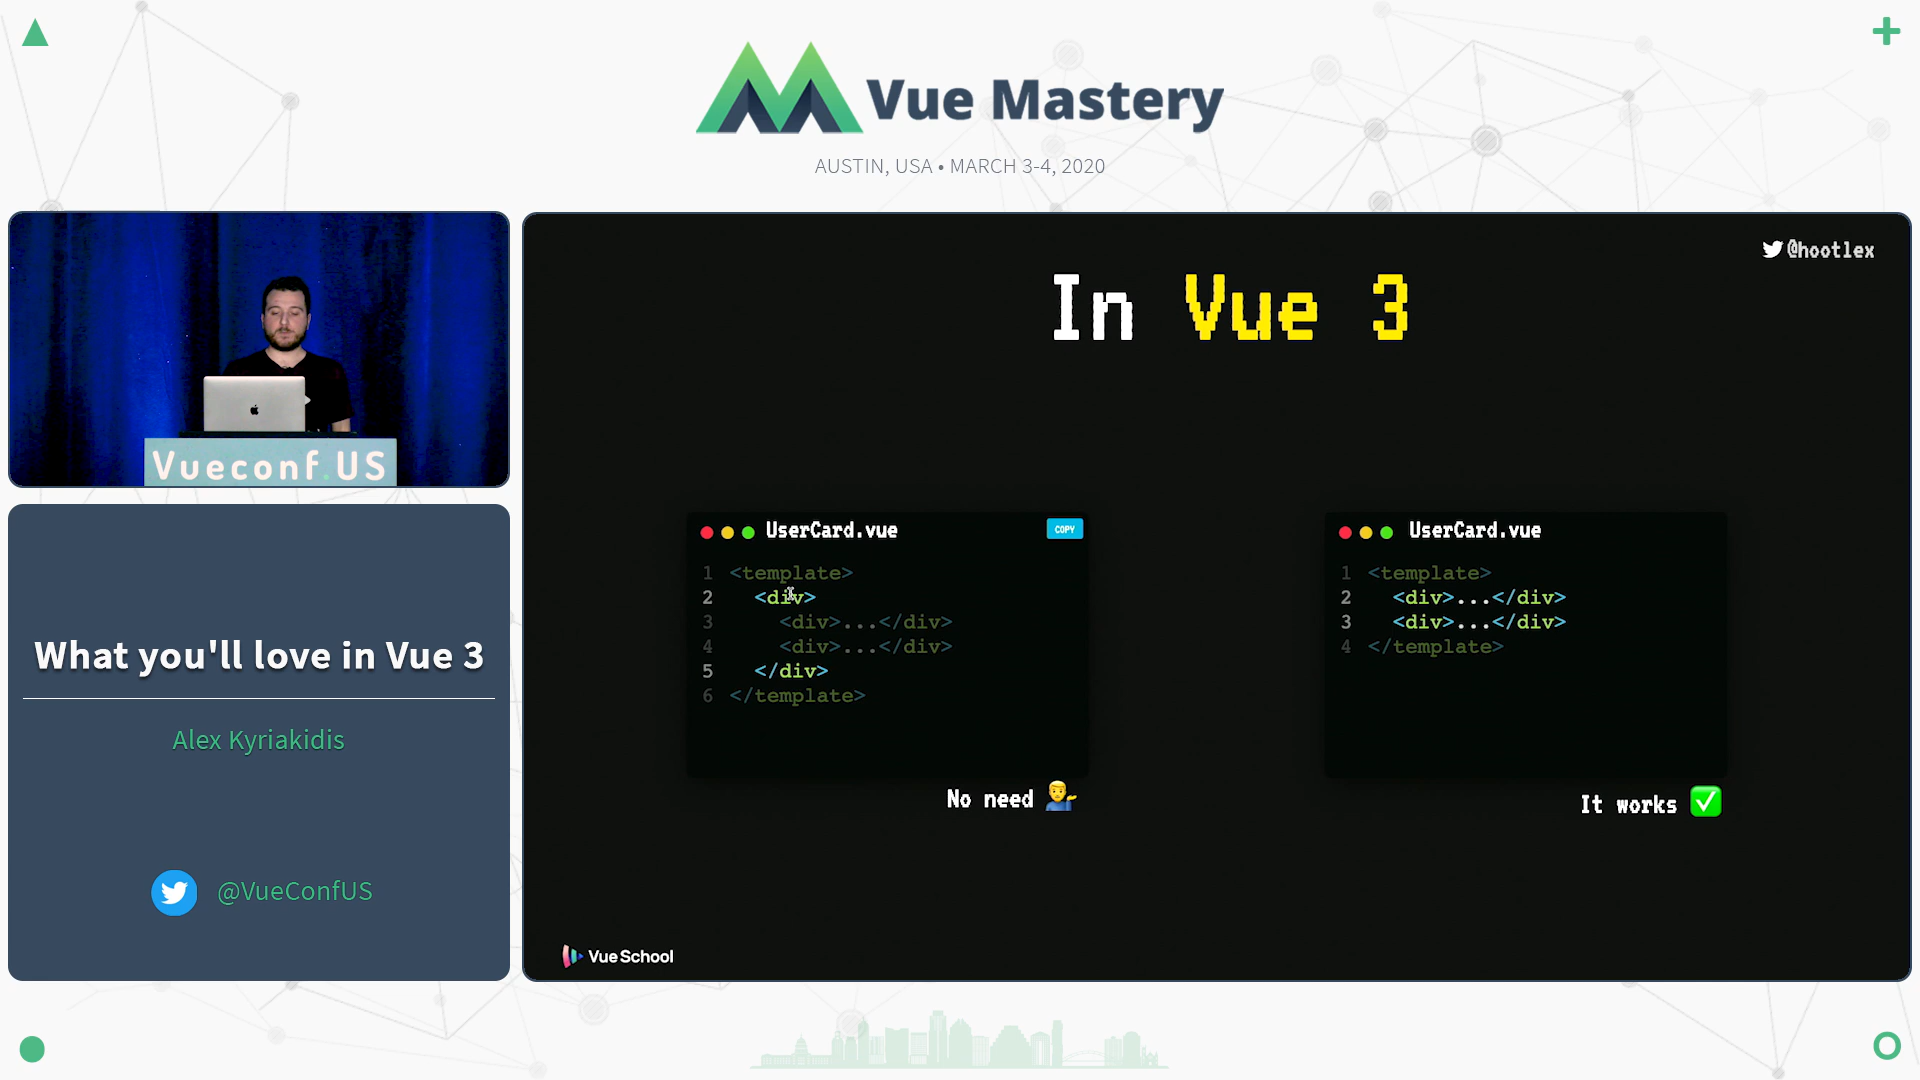 Vue Mastery
AUSTIN, USA • MARCH 3-4, 2020
Vueconf.US
What you'll love in Vue 3
Alex Kyriakidis
@VueConfUS
@hootlex
In Vue 3
UserCard.vue
COPY
1 <template>
2 <div>
3 <div>...</div>
4 <div>...</div>
5 </div>
6 </template>
No need
UserCard.vue
1 <template>
2 <div>...</div>
3 <div>...</div>
4 </template>
It works
VueSchool